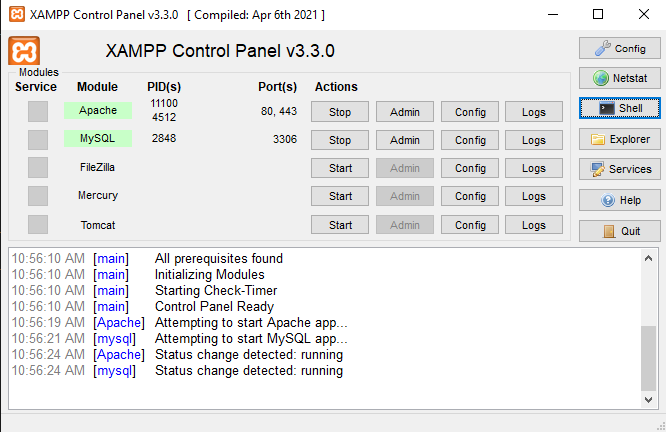 XAMPP Control Panel v3.3.0 [ Compiled: Apr 6th 2021 ]
XAMPP Control Panel v3.3.0
Config
Modules
Service Module PID(s) Port(s) Actions
Netstat
Apache 11100 4512 80, 443 Stop Admin Config Logs
Shell
MySQL 2848 3306 Stop Admin Config Logs
Explorer
FileZilla Start Admin Config Logs
Services
Mercury Start Admin Config Logs
Help
Tomcat Start Admin Config Logs
Quit
10:56:10 AM [main] All prerequisites found
10:56:10 AM [main] Initializing Modules
10:56:10 AM [main] Starting Check-Timer
10:56:10 AM [main] Control Panel Ready
10:56:19 AM [Apache] Attempting to start Apache app...
10:56:21 AM [mysql] Attempting to start MySQL app...
10:56:24 AM [Apache] Status change detected: running
10:56:24 AM [mysql] Status change detected: running